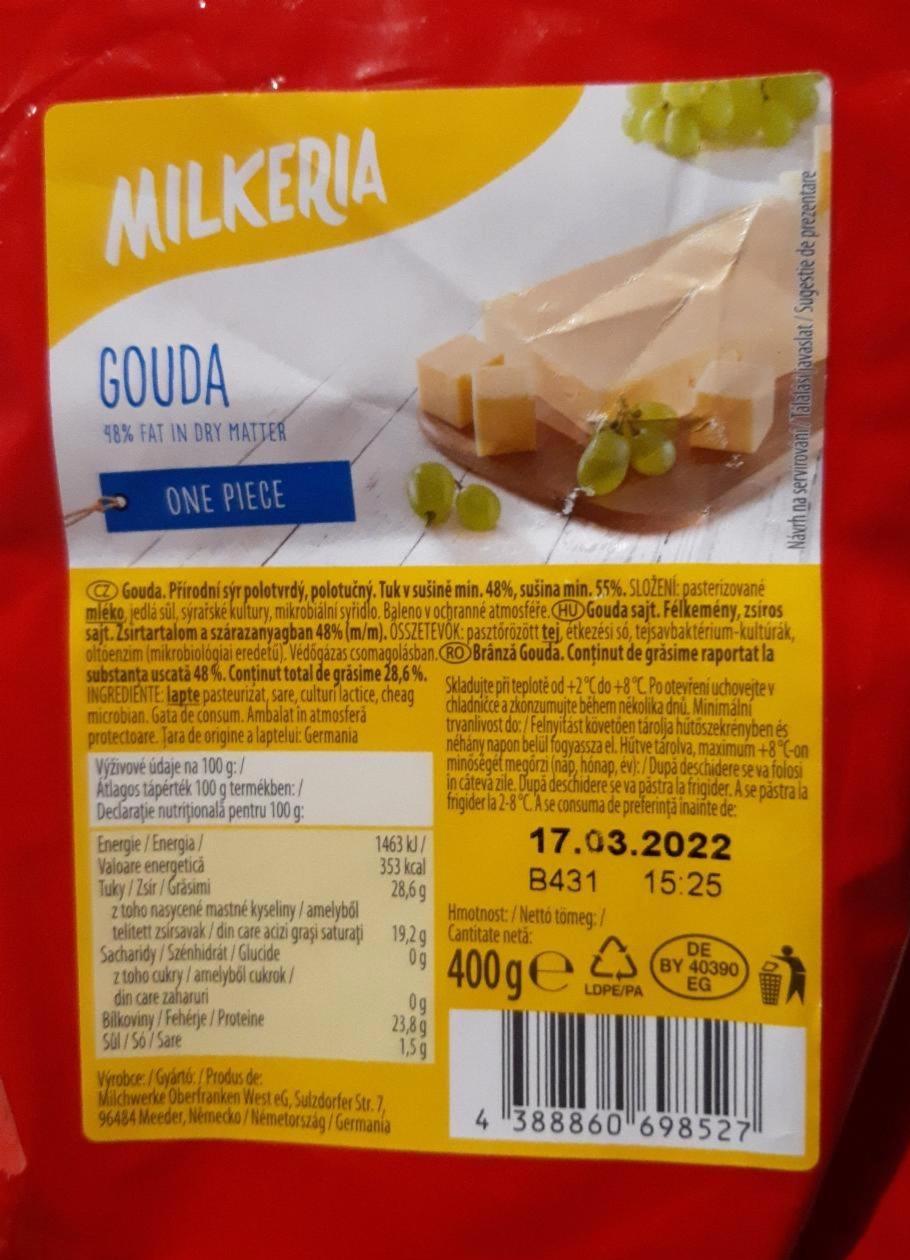 MILKERIA
GOUDA
48% FAT IN DRY MATTER
ONE PIECE
Návrh na servírování / Tálalási javaslat / Sugestie de prezentare
CZ Gouda. Přírodní sýr polotvrdý, polotučný. Tuk v sušině min. 48%, sušina min. 55%. SLOŽENÍ: pasterizované
mléko, jedlá sůl, sýrařské kultury, mikrobiální syřidlo. Baleno v ochranné atmosféře. HU Gouda sajt. Félkemény, zsíros
sajt. Zsírtartalom a szárazanyagban 48% (m/m). ÖSSZETEVŐK: pasztőrözött tej, étkezési só, tejsavbaktérium-kultúrák,
oltóenzim (mikrobiológiai eredetű). Védőgázas csomagolásban. RO Brânză Gouda. Conţinut de grăsime raportat la
substanţa uscată 48%. Conţinut total de grăsime 28,6%.
INGREDIENTE: lapte pasteurizat, sare, culturi lactice, cheag
microbian. Gata de consum. Ambalat în atmosferă
protectoare. Ţara de origine a laptelui: Germania
Skladujte při teplotě od +2°C do +8°C. Po otevření uchovejte v
chladničce a zkonzumujte během několika dnů. Minimální
trvanlivost do: / Felnyitást követően tárolja hűtőszekrényben és
néhány napon belül fogyassza el. Hűtve tárolva, maximum +8°C-on
minőségét megőrzi (nap, hónap, év): / După deschidere se va folosi
în câteva zile. După deschidere se va păstra la frigider. A se păstra la
frigider la 2-8°C. A se consuma de preferinţă înainte de:
17.03.2022
B431 15:25
Výživové údaje na 100 g: /
Átlagos tápérték 100 g termékben: /
Declaraţie nutriţională pentru 100 g:
Energie / Energia / 1463 kJ /
Valoare energetică 353 kcal
Tuky / Zsír / Grăsimi 28,6 g
z toho nasycené mastné kyseliny / amelyből
telített zsírsavak / din care acizi graşi saturaţi 19,2 g
Sacharidy / Szénhidrát / Glucide 0 g
z toho cukry / amelyből cukrok /
din care zaharuri 0 g
Bílkoviny / Fehérje / Proteine 23,8 g
Sůl / Só / Sare 1,5 g
Hmotnost: / Nettó tömeg: /
Cantitate netă:
400 g e
LDPE/PA
DE
BY 40390
EG
Výrobce: / Gyártó: / Produs de:
Milchwerke Oberfranken West eG, Sulzdorfer Str. 7,
96484 Meeder, Německo / Németország / Germania
4 388860 698527